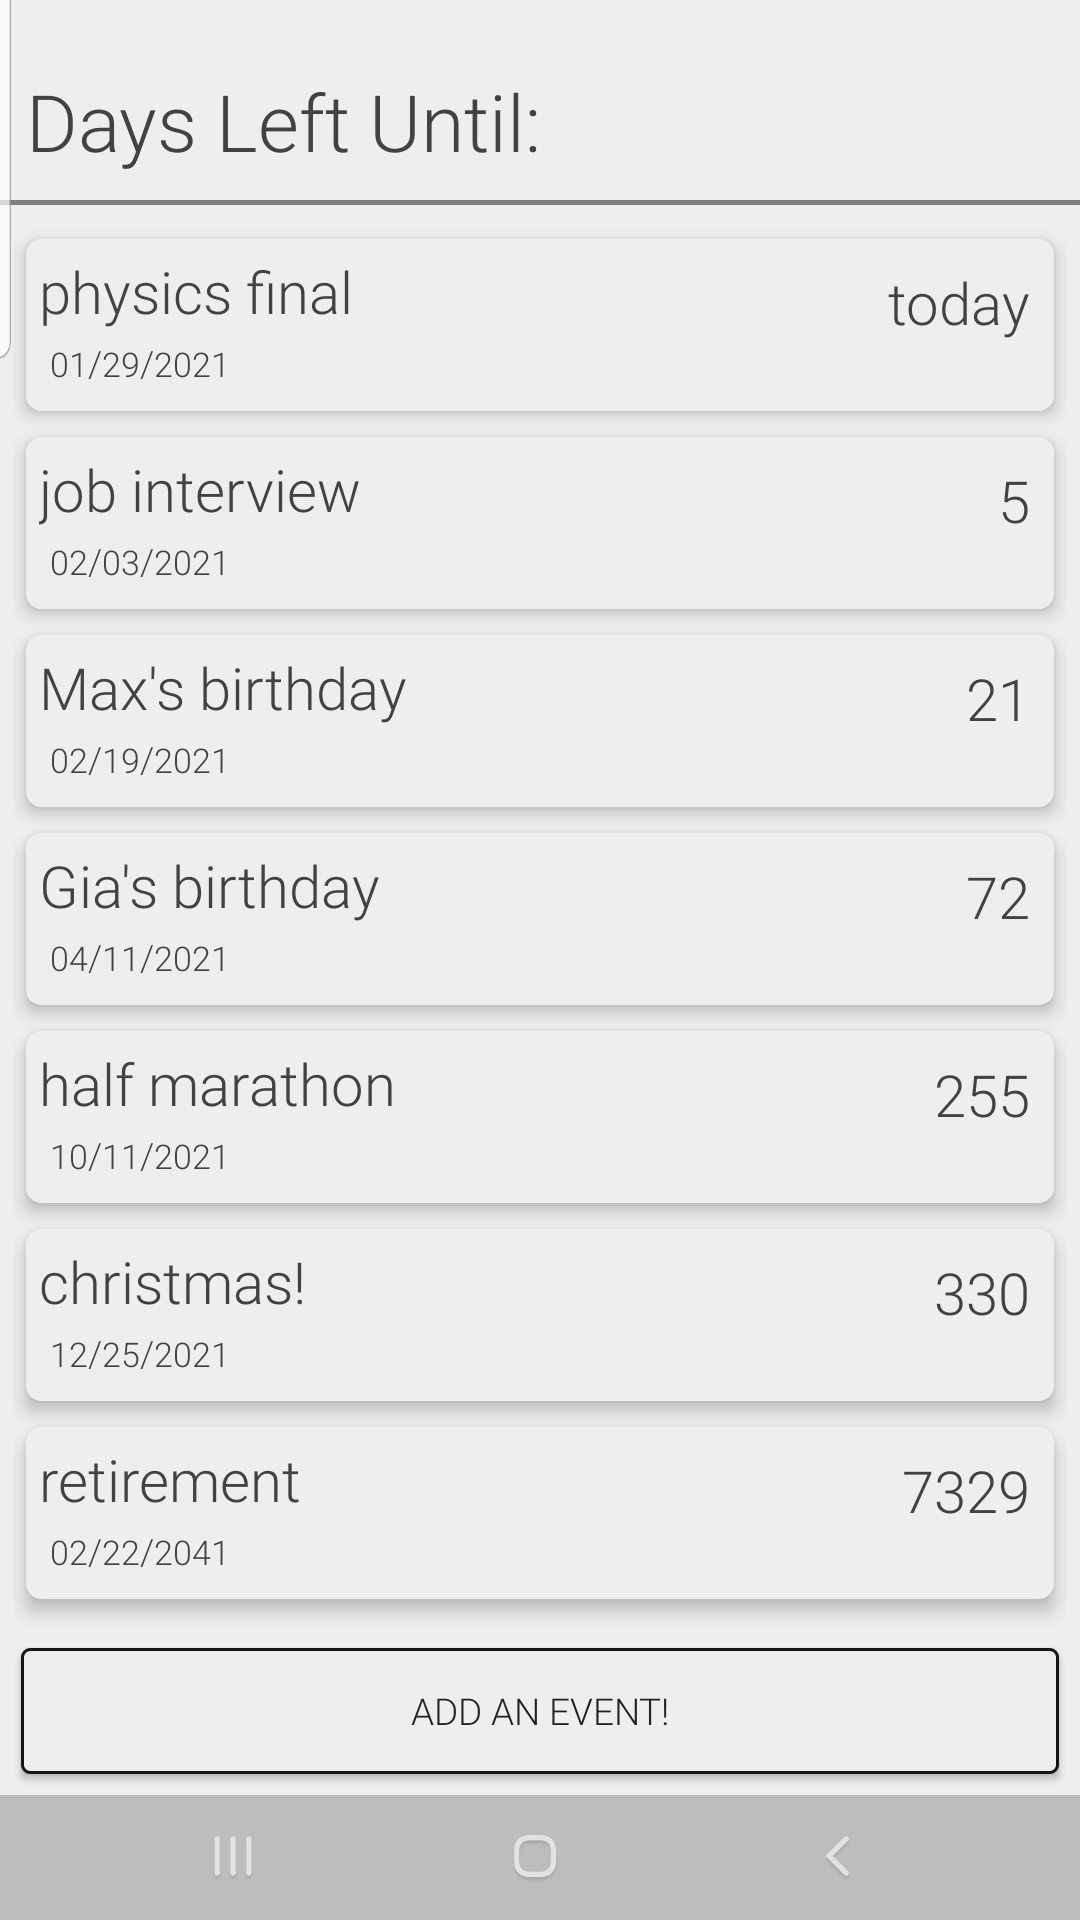 Days Left Until:
physics final
today
01/29/2021
job interview
5
02/03/2021
Max's birthday
21
02/19/2021
Gia's birthday
72
04/11/2021
half marathon
255
10/11/2021
christmas!
330
12/25/2021
retirement
7329
02/22/2041
ADD AN EVENT!